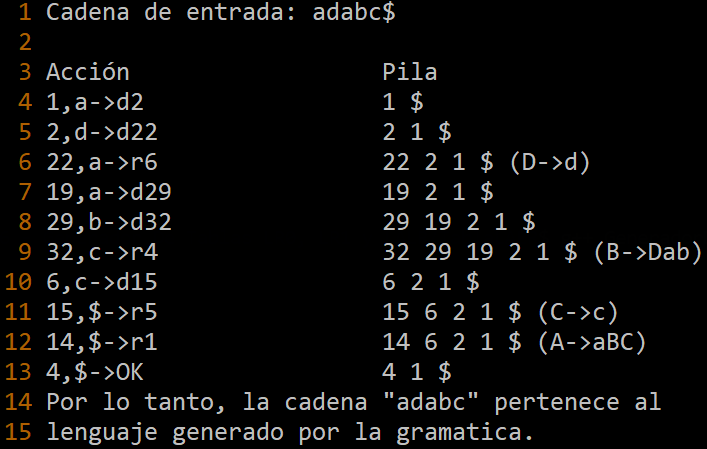 1 Cadena de entrada: adabc$
2
3 Acción Pila
4 1,a->d2 1 $
5 2,d->d22 2 1 $
6 22,a->r6 22 2 1 $ (D->d)
7 19,a->d29 19 2 1 $
8 29,b->d32 29 19 2 1 $
9 32,c->r4 32 29 19 2 1 $ (B->Dab)
10 6,c->d15 6 2 1 $
11 15,$->r5 15 6 2 1 $ (C->c)
12 14,$->r1 14 6 2 1 $ (A->aBC)
13 4,$->OK 4 1 $
14 Por lo tanto, la cadena "adabc" pertenece al
15 lenguaje generado por la gramatica.